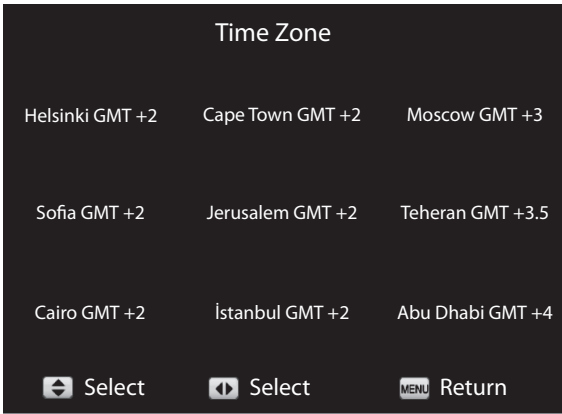 Time Zone
Helsinki GMT +2 Cape Town GMT +2 Moscow GMT +3
Sofia GMT +2 Jerusalem GMT +2 Teheran GMT +3.5
Cairo GMT +2 İstanbul GMT +2 Abu Dhabi GMT +4
Select Select MENU Return